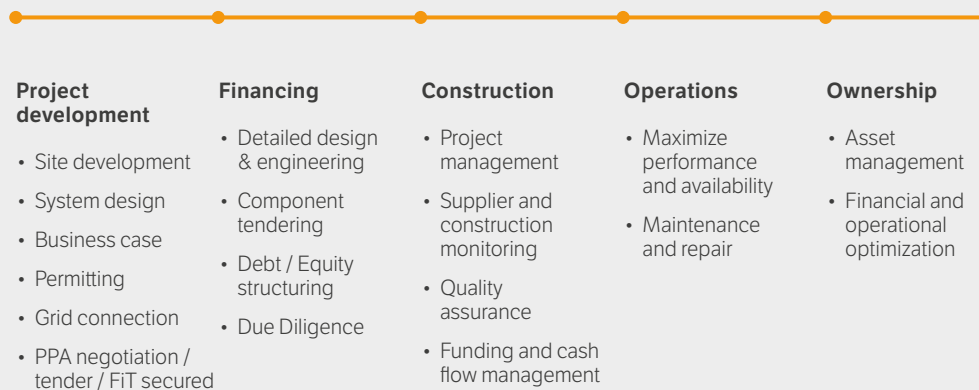 Project
development
• Site development
• System design
• Business case
• Permitting
• Grid connection
• PPA negotiation /
tender / FiT secured
Financing
• Detailed design
& engineering
• Component
tendering
• Debt / Equity
structuring
• Due Diligence
Construction
• Project
management
• Supplier and
construction
monitoring
• Quality
assurance
• Funding and cash
flow management
Operations
• Maximize
performance
and availability
• Maintenance
and repair
Ownership
• Asset
management
• Financial and
operational
optimization